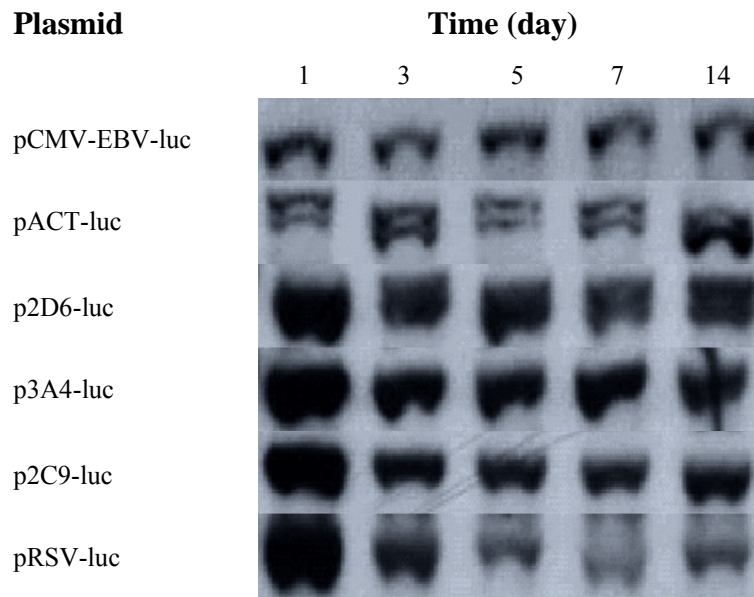 Plasmid Time (day)
1 3 5 7 14
pCMV-EBV-luc
pACT-luc
p2D6-luc
p3A4-luc
p2C9-luc
pRSV-luc